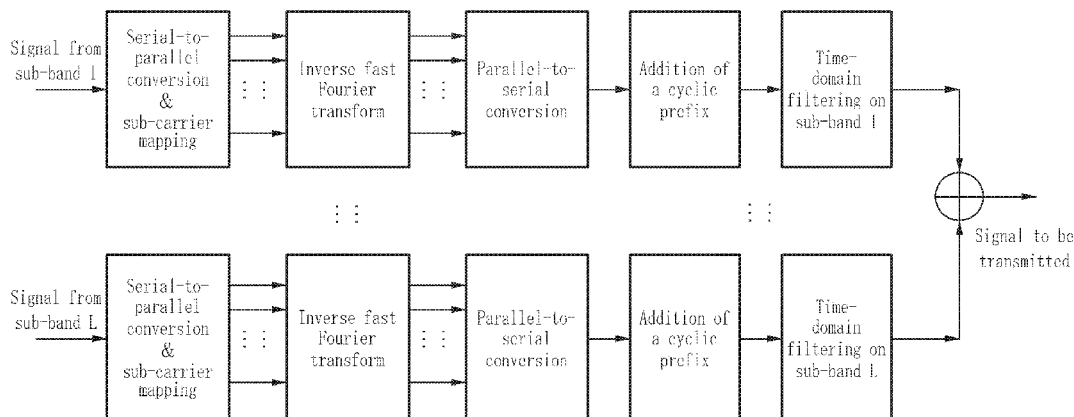 Signal from
sub-band 1
Serial-to-
parallel
conversion
&
sub-carrier
mapping
Inverse fast
Fourier
transform
Parallel-to-
serial
conversion
Addition of
a cyclic
prefix
Time-
domain
filtering on
sub-band 1
Signal to be
transmitted
Signal from
sub-band L
Serial-to-
parallel
conversion
&
sub-carrier
mapping
Inverse fast
Fourier
transform
Parallel-to-
serial
conversion
Addition of
a cyclic
prefix
Time-
domain
filtering on
sub-band L